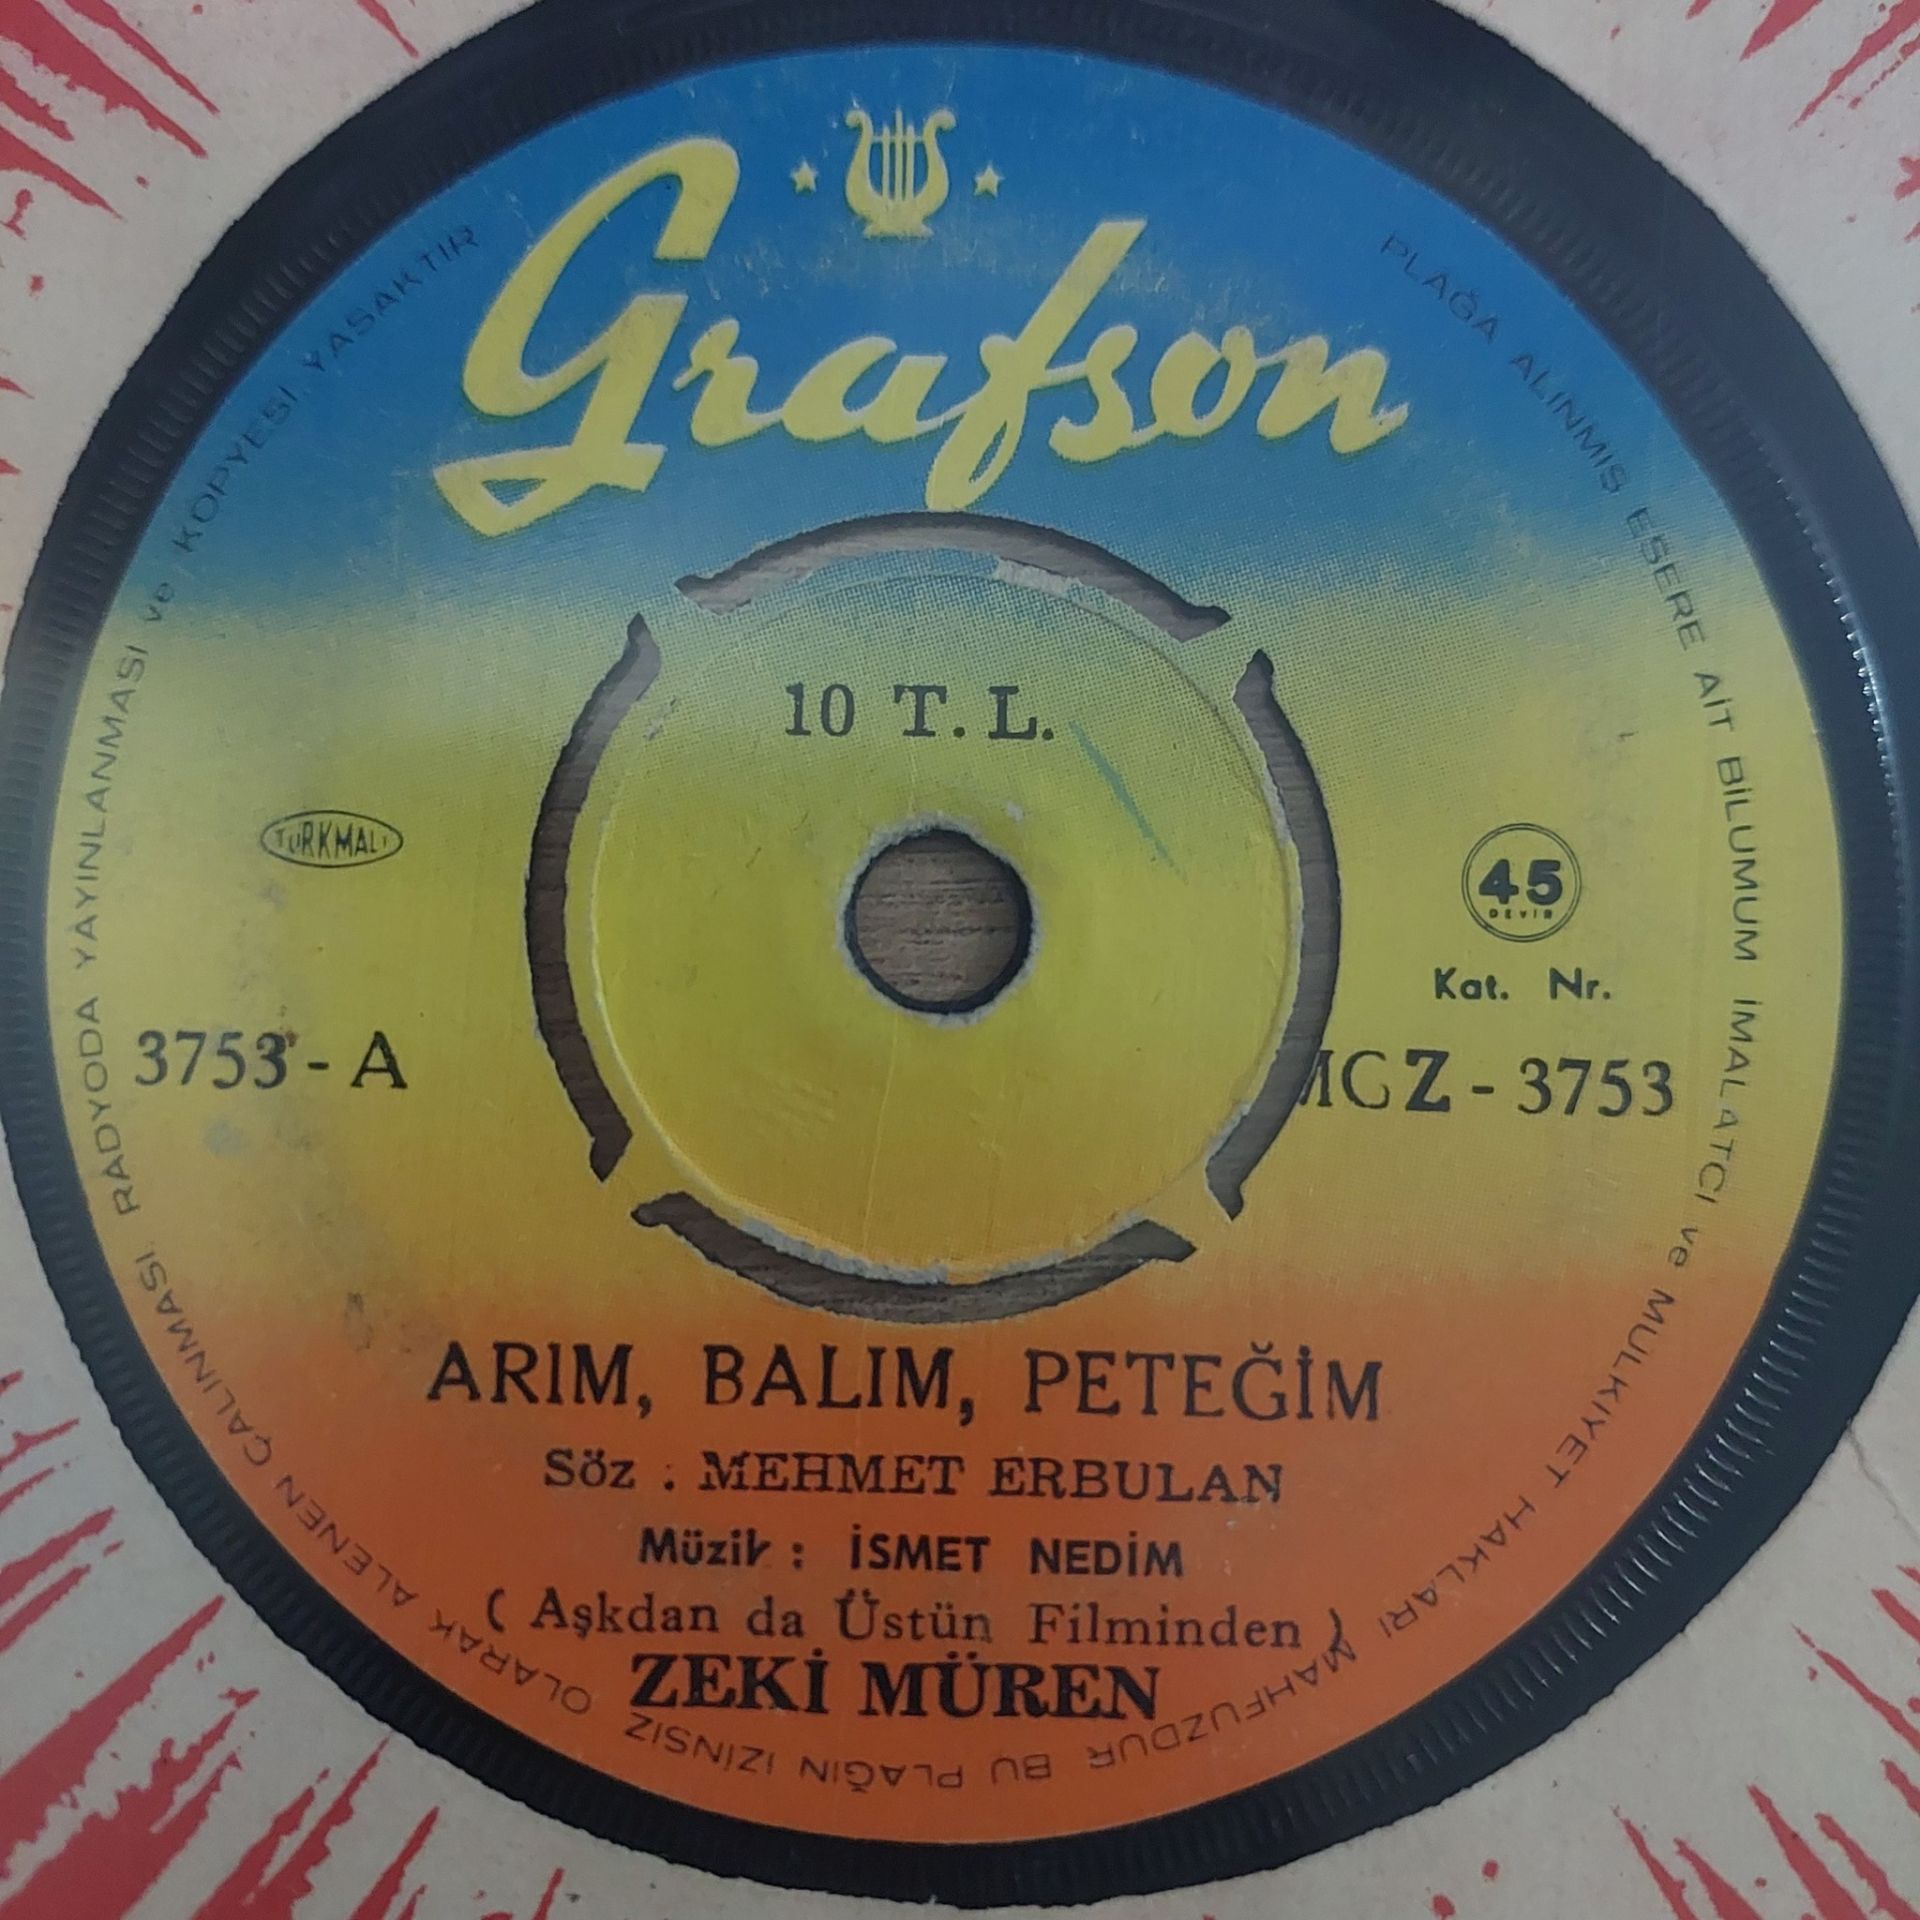 Grafson
10 T.L.
TÜRKMALI
45
DEVİR
Kat. Nr.
3753-A
MGZ-3753
ARIM, BALIM, PETEĞİM
Söz : MEHMET ERBULAN
Müzik : İSMET NEDİM
( Aşkdan da Üstün Filminden )
ZEKİ MÜREN
PLAĞA ALINMIŞ ESERE AİT BİLUMUM İMALATCI ve MULKIYET HAKLARI MAHFUZDUR BU PLAĞIN İZİNSİZ OLARAK ALENEN ÇALINMASI RADYODA YAYINLANMASI ve KOPYESI YASAKTIR